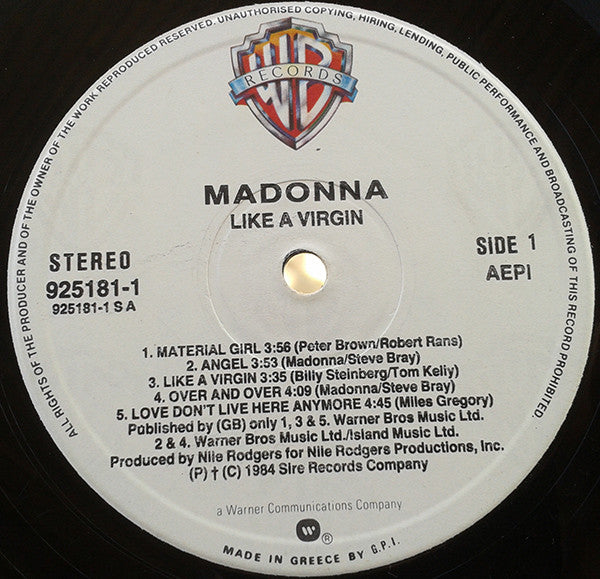 ALL RIGHTS OF THE PRODUCER AND OF THE OWNER OF THE WORK REPRODUCED RESERVED. UNAUTHORISED COPYING, HIRING, LENDING, PUBLIC PERFORMANCE AND BROADCASTING OF THIS RECORD PROHIBITED
WB
RECORDS
MADONNA
LIKE A VIRGIN
STEREO
925181-1
925181-1 S A
SIDE 1
AEPI
1. MATERIAL GIRL 3:56 (Peter Brown/Robert Rans)
2. ANGEL 3:53 (Madonna/Steve Bray)
3. LIKE A VIRGIN 3:35 (Billy Steinberg/Tom Kelly)
4. OVER AND OVER 4:09 (Madonna/Steve Bray)
5. LOVE DON'T LIVE HERE ANYMORE 4:45 (Miles Gregory)
Published by (GB) only 1, 3 & 5. Warner Bros Music Ltd.
2 & 4. Warner Bros Music Ltd./Island Music Ltd.
Produced by Nile Rodgers for Nile Rodgers Productions, Inc.
(P) † (C) 1984 Sire Records Company
a Warner Communications Company
W ®
MADE IN GREECE BY G.P.I.